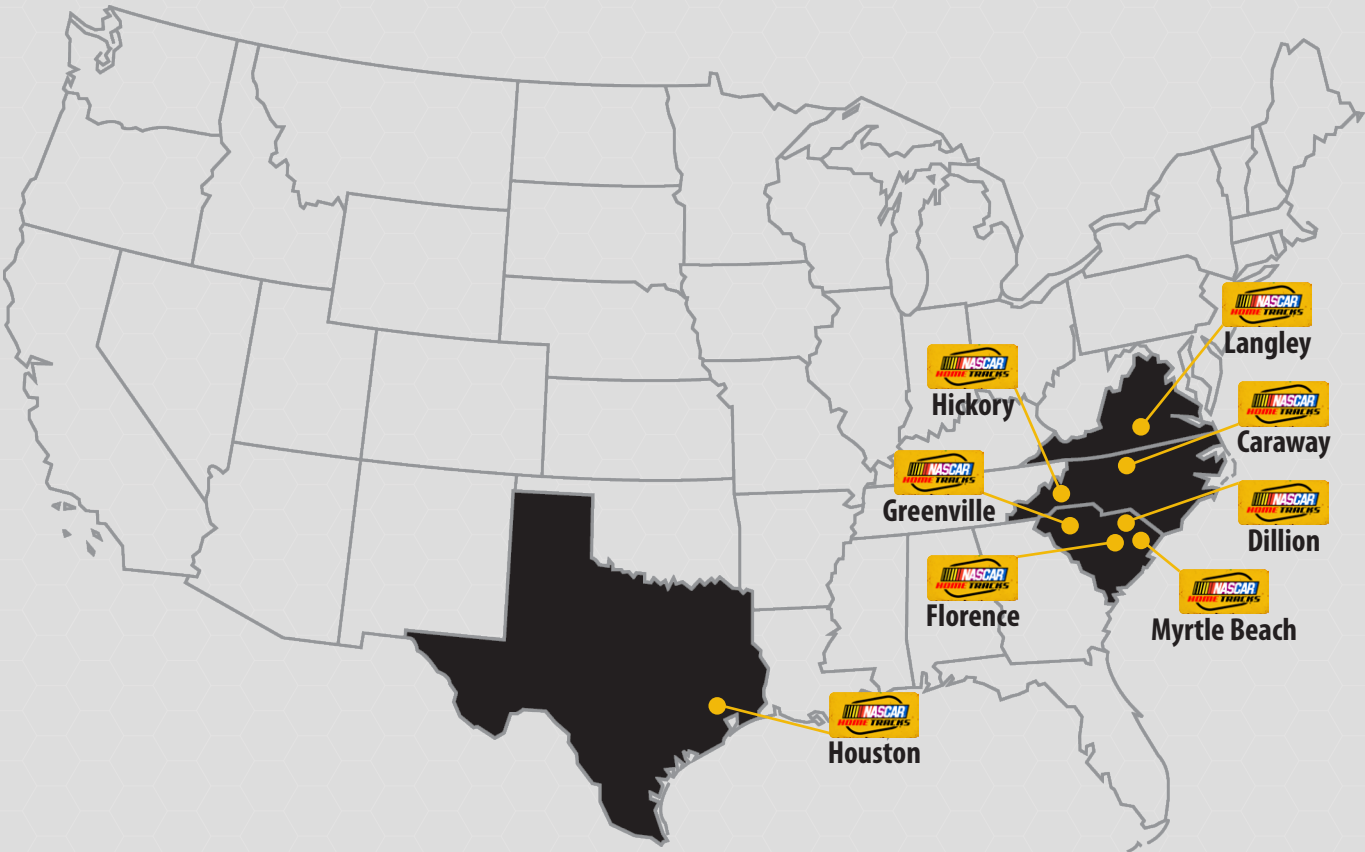 NASCAR
HOME TRACKS
Langley
NASCAR
HOME TRACKS
Hickory
NASCAR
HOME TRACKS
Caraway
NASCAR
HOME TRACKS
Greenville
NASCAR
HOME TRACKS
Dillion
NASCAR
HOME TRACKS
Florence
NASCAR
HOME TRACKS
Myrtle Beach
NASCAR
HOME TRACKS
Houston